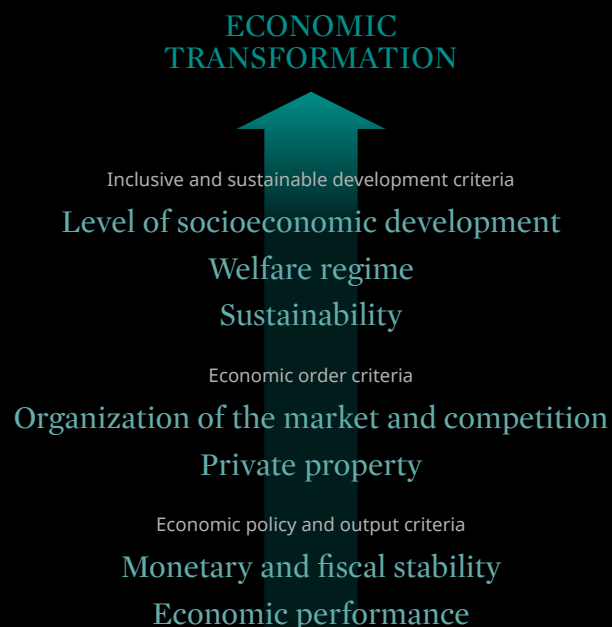 ECONOMIC
TRANSFORMATION
Inclusive and sustainable development criteria
Level of socioeconomic development
Welfare regime
Sustainability
Economic order criteria
Organization of the market and competition
Private property
Economic policy and output criteria
Monetary and fiscal stability
Economic performance